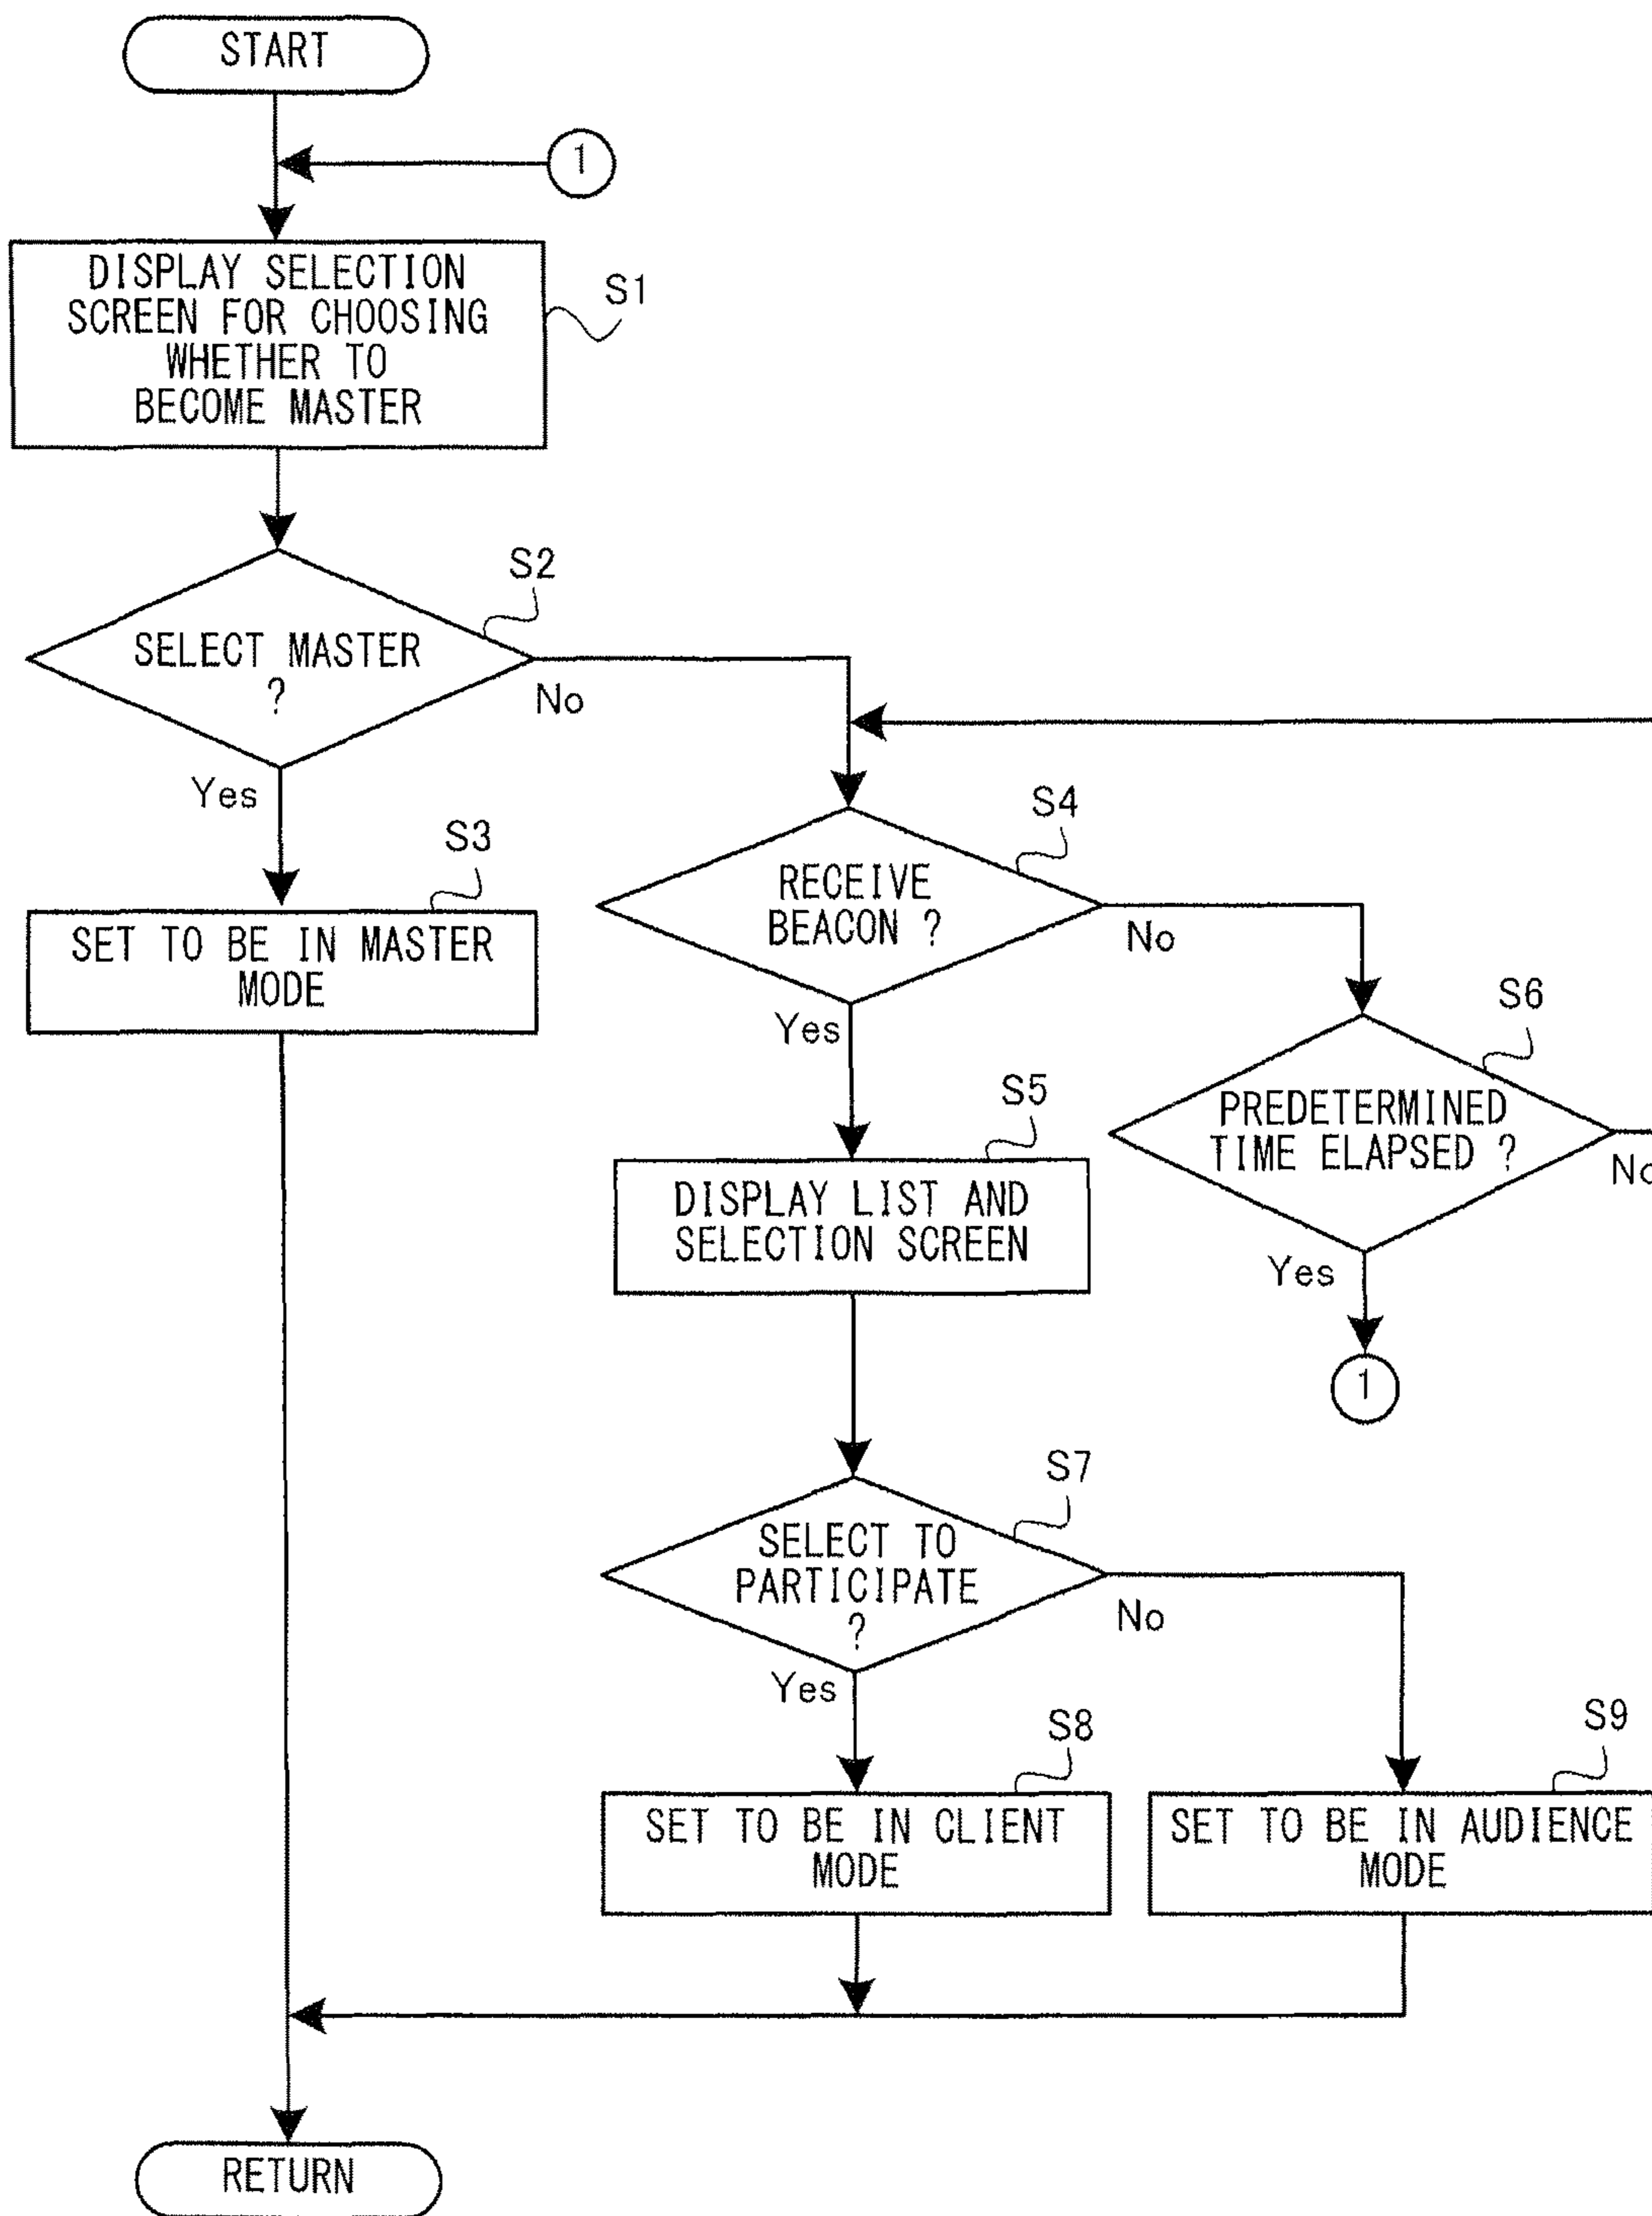 START
1
DISPLAY SELECTION
SCREEN FOR CHOOSING
WHETHER TO
BECOME MASTER
S1
S2
SELECT MASTER
?
No
Yes
S3
SET TO BE IN MASTER
MODE
S4
RECEIVE
BEACON ?
No
Yes
S5
DISPLAY LIST AND
SELECTION SCREEN
S6
PREDETERMINED
TIME ELAPSED ?
No
Yes
1
S7
SELECT TO
PARTICIPATE
?
No
Yes
S8
SET TO BE IN CLIENT
MODE
S9
SET TO BE IN AUDIENCE
MODE
RETURN